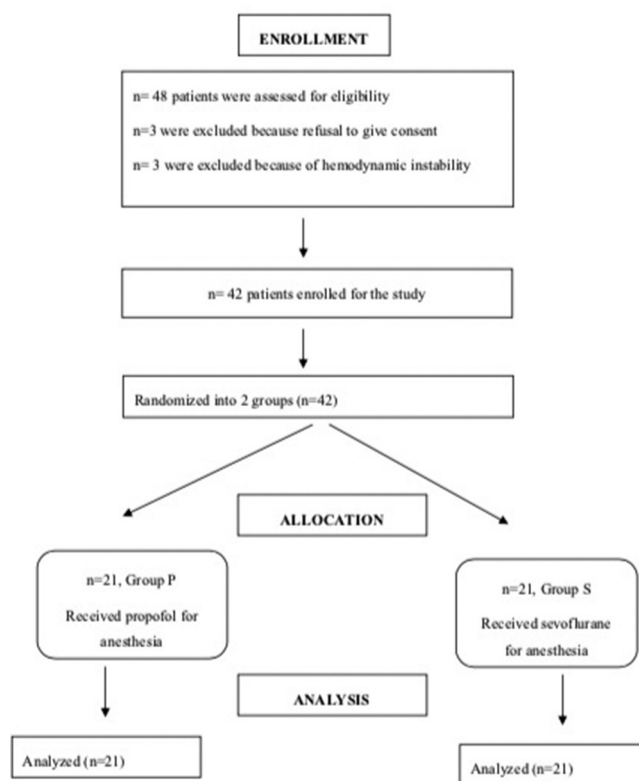 ENROLLMENT
n= 48 patients were assessed for eligibility
n=3 were excluded because refusal to give consent
n= 3 were excluded because of hemodynamic instability
n= 42 patients enrolled for the study
Randomized into 2 groups (n=42)
ALLOCATION
n=21, Group P
Received propofol for
anesthesia
n=21, Group S
Received sevoflurane
for anesthesia
ANALYSIS
Analyzed (n=21)
Analyzed (n=21)